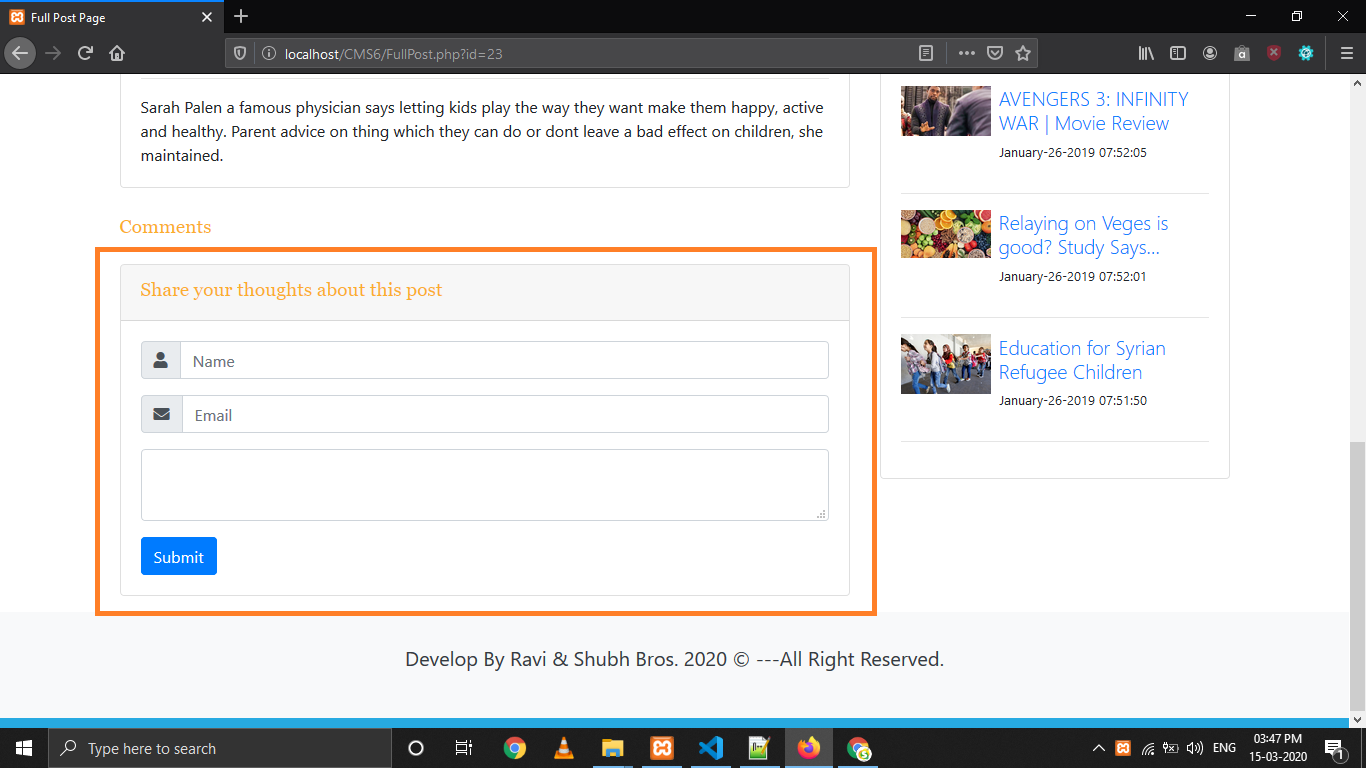 Full Post Page
localhost/CMS6/FullPost.php?id=23
Sarah Palen a famous physician says letting kids play the way they want make them happy, active
and healthy. Parent advice on thing which they can do or dont leave a bad effect on children, she
maintained.
Comments
Share your thoughts about this post
Name
Email
Submit
AVENGERS 3: INFINITY
WAR | Movie Review
January-26-2019 07:52:05
Relaying on Veges is
good? Study Says...
January-26-2019 07:52:01
Education for Syrian
Refugee Children
January-26-2019 07:51:50
Develop By Ravi & Shubh Bros. 2020 © ---All Right Reserved.
Type here to search
ENG
03:47 PM
15-03-2020
1